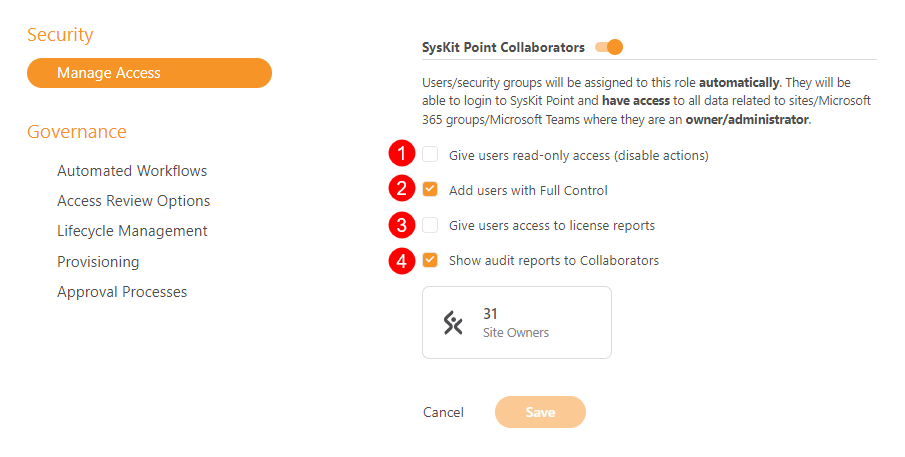 Security
Manage Access
Governance
Automated Workflows
Access Review Options
Lifecycle Management
Provisioning
Approval Processes
SysKit Point Collaborators
Users/security groups will be assigned to this role automatically. They will be
able to login to SysKit Point and have access to all data related to sites/Microsoft
365 groups/Microsoft Teams where they are an owner/administrator.
1 Give users read-only access (disable actions)
2 Add users with Full Control
3 Give users access to license reports
4 Show audit reports to Collaborators
31
Site Owners
Cancel Save